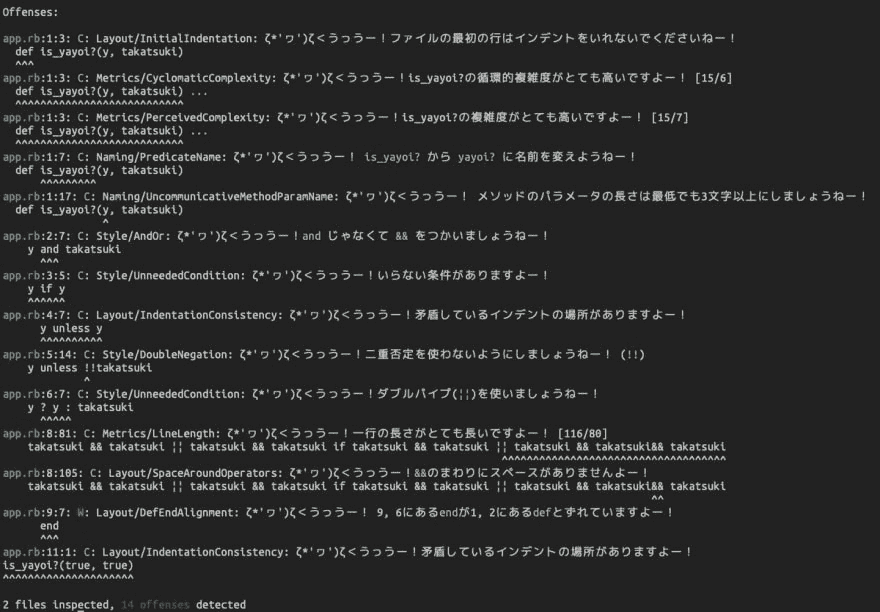 Offenses:
app.rb:1:3: C: Layout/InitialIndentation: ζ*'ヮ')ζ＜うっうー！ファイルの最初の行はインデントをいれないでくださいねー！
def is_yayoi?(y, takatsuki)
^^^
app.rb:1:3: C: Metrics/CyclomaticComplexity: ζ*'ヮ')ζ＜うっうー！is_yayoi?の循環的複雑度がとても高いですよー！ [15/6]
def is_yayoi?(y, takatsuki) ...
^^^^^^^^^^^^^^^^^^^^^^^^^^^
app.rb:1:3: C: Metrics/PerceivedComplexity: ζ*'ヮ')ζ＜うっうー！is_yayoi?の複雑度がとても高いですよー！ [15/7]
def is_yayoi?(y, takatsuki) ...
^^^^^^^^^^^^^^^^^^^^^^^^^^^
app.rb:1:7: C: Naming/PredicateName: ζ*'ヮ')ζ＜うっうー！ is_yayoi? から yayoi? に名前を変えようねー！
def is_yayoi?(y, takatsuki)
^^^^^^^^^
app.rb:1:17: C: Naming/UncommunicativeMethodParamName: ζ*'ヮ')ζ＜うっうー！ メソッドのパラメータの長さは最低でも3文字以上にしましょうねー！
def is_yayoi?(y, takatsuki)
^
app.rb:2:7: C: Style/AndOr: ζ*'ヮ')ζ＜うっうー！and じゃなくて && をつかいましょうねー！
y and takatsuki
^^^
app.rb:3:5: C: Style/UnneededCondition: ζ*'ヮ')ζ＜うっうー！いらない条件がありますよー！
y if y
^^^^^^
app.rb:4:7: C: Layout/IndentationConsistency: ζ*'ヮ')ζ＜うっうー！矛盾しているインデントの場所がありますよー！
y unless y
^^^^^^^^^^
app.rb:5:14: C: Style/DoubleNegation: ζ*'ヮ')ζ＜うっうー！二重否定を使わないようにしましょうねー！ (!!)
y unless !!takatsuki
^
app.rb:6:7: C: Style/UnneededCondition: ζ*'ヮ')ζ＜うっうー！ダブルパイプ(¦¦)を使いましょうねー！
y ? y : takatsuki
^^^^^
app.rb:8:81: C: Metrics/LineLength: ζ*'ヮ')ζ＜うっうー！一行の長さがとても長いですよー！ [116/80]
takatsuki && takatsuki ¦¦ takatsuki && takatsuki if takatsuki && takatsuki ¦¦ takatsuki && takatsuki&& takatsuki
^^^^^^^^^^^^^^^^^^^^^^^^^^^^^^^^^^^^
app.rb:8:105: C: Layout/SpaceAroundOperators: ζ*'ヮ')ζ＜うっうー！&&のまわりにスペースがありませんよー！
takatsuki && takatsuki ¦¦ takatsuki && takatsuki if takatsuki && takatsuki ¦¦ takatsuki && takatsuki&& takatsuki
^^
app.rb:9:7: W: Layout/DefEndAlignment: ζ*'ヮ')ζ＜うっうー！ 9, 6にあるendが1, 2にあるdefとずれていますよー！
end
^^^
app.rb:11:1: C: Layout/IndentationConsistency: ζ*'ヮ')ζ＜うっうー！矛盾しているインデントの場所がありますよー！
is_yayoi?(true, true)
^^^^^^^^^^^^^^^^^^^^^
2 files inspected, 14 offenses detected